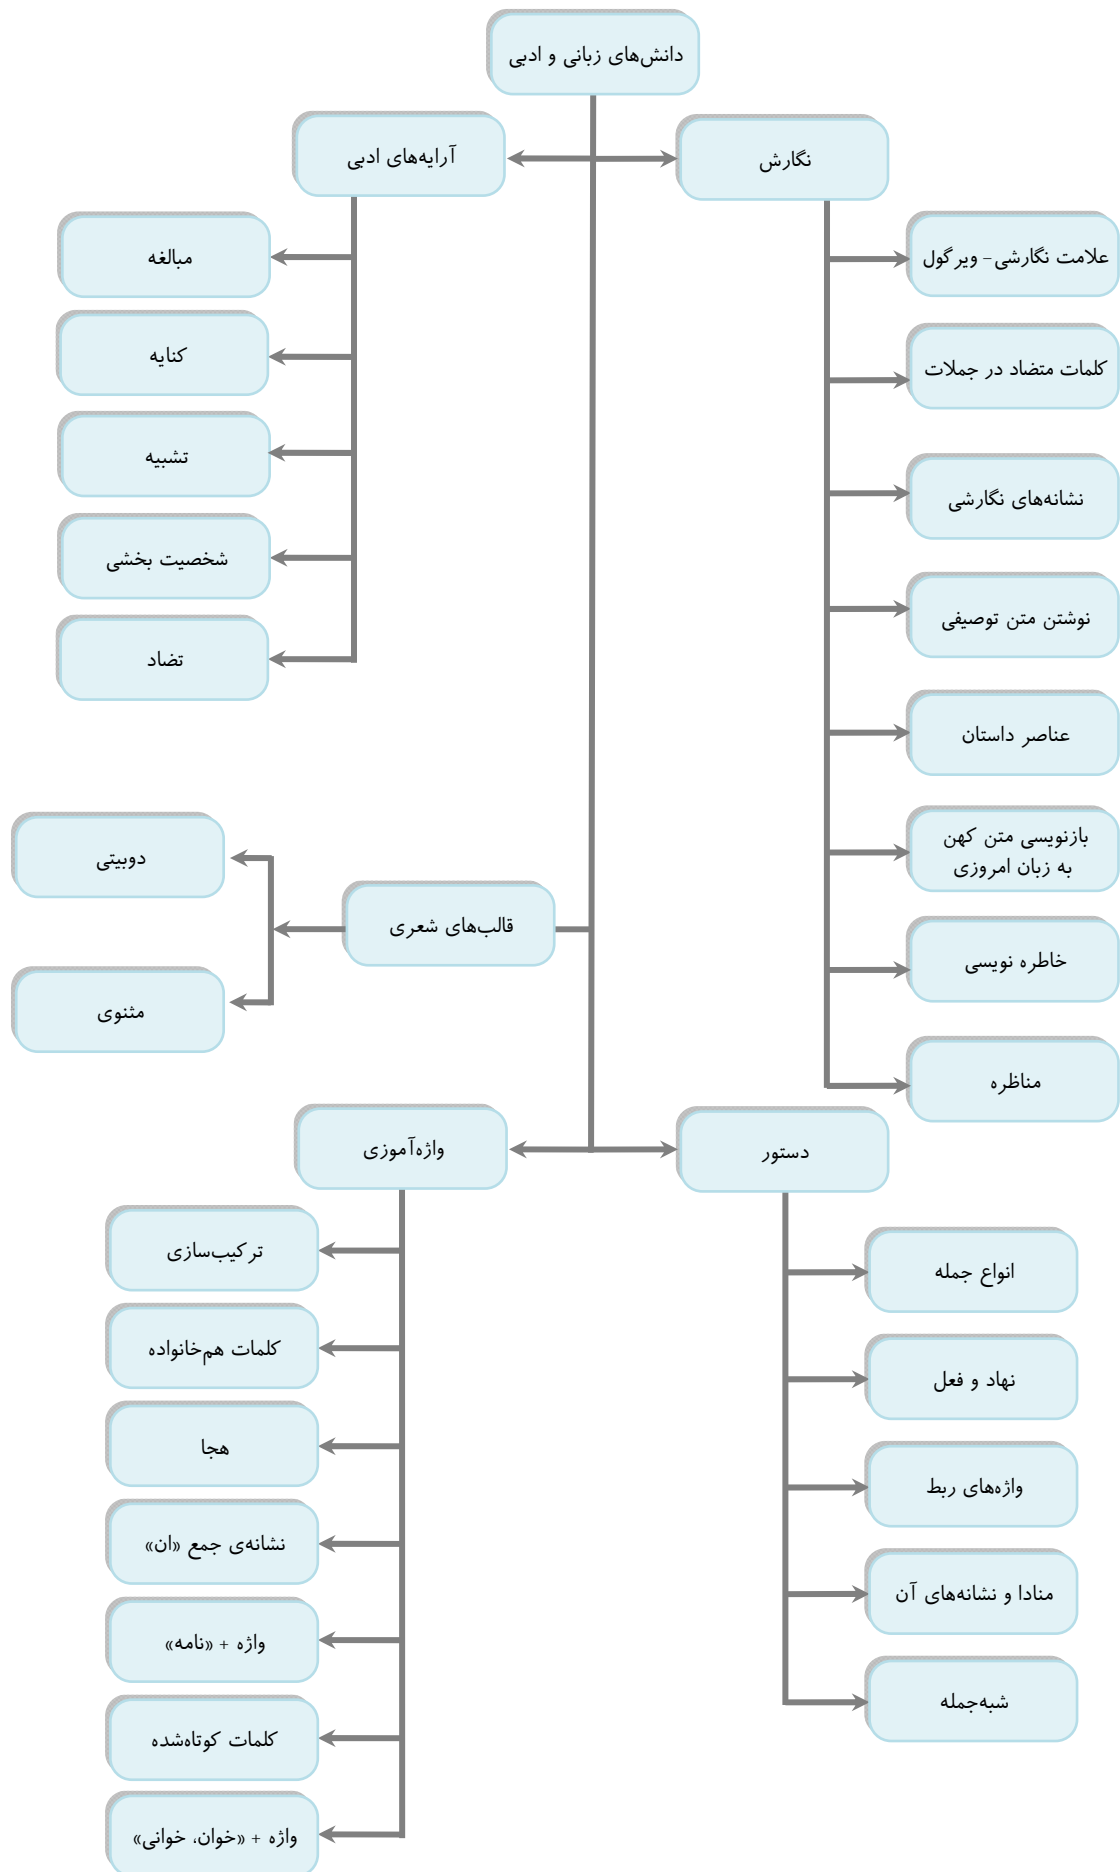 دانش‌های زبانی و ادبی
نگارش
علامت نگارشی- ویرگول
کلمات متضاد در جملات
نشانه‌های نگارشی
نوشتن متن توصیفی
عناصر داستان
بازنویسی متن کهن
به زبان امروزی
خاطره نویسی
مناظره
آرایه‌های ادبی
مبالغه
کنایه
تشبیه
شخصیت بخشی
تضاد
قالب‌های شعری
دوبیتی
مثنوی
دستور
انواع جمله
نهاد و فعل
واژه‌های ربط
منادا و نشانه‌های آن
شبه‌جمله
واژه‌آموزی
ترکیب‌سازی
کلمات هم‌خانواده
هجا
نشانه‌ی جمع «ان»
واژه + «نامه»
کلمات کوتاه‌شده
واژه + «خوان، خوانی»